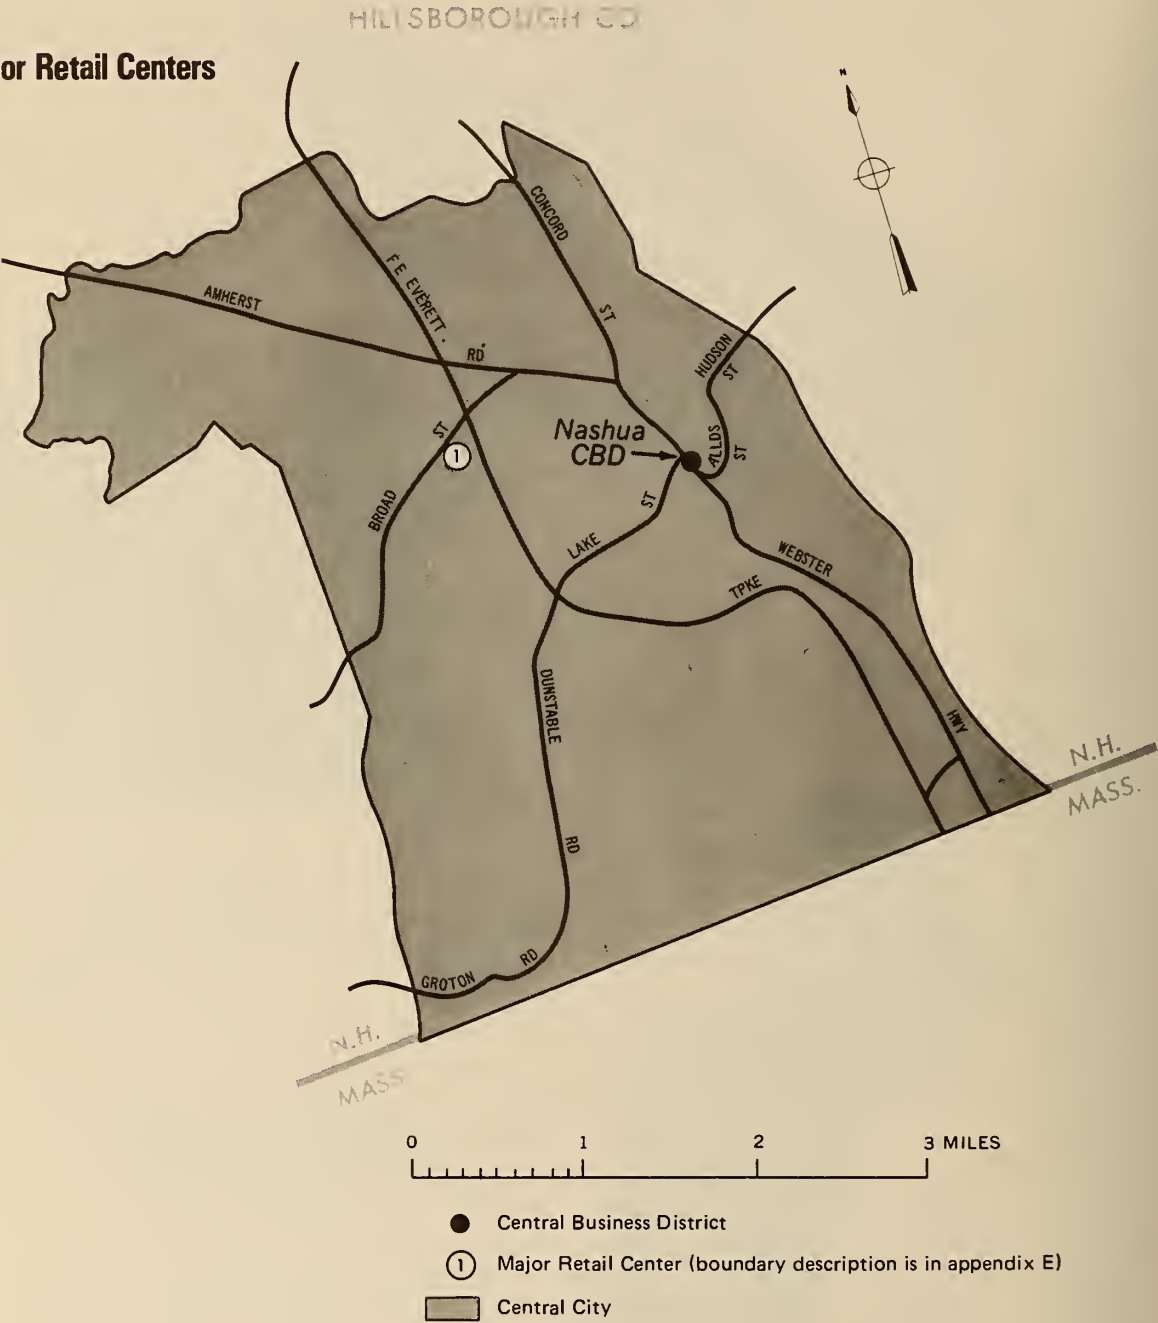 HILLSBOROUGH CO
or Retail Centers
N
CONCORD
ST
F E EVERETT
AMHERST
RD
HUDSON
ST
ST
Nashua
CBD
ALLDS
ST
1
BROAD
ST
LAKE
WEBSTER
TPKE
DUNSTABLE
HWY
N.H.
MASS.
RD
RD
GROTON
N.H.
MASS
0 1 2 3 MILES
Central Business District
1 Major Retail Center (boundary description is in appendix E)
Central City